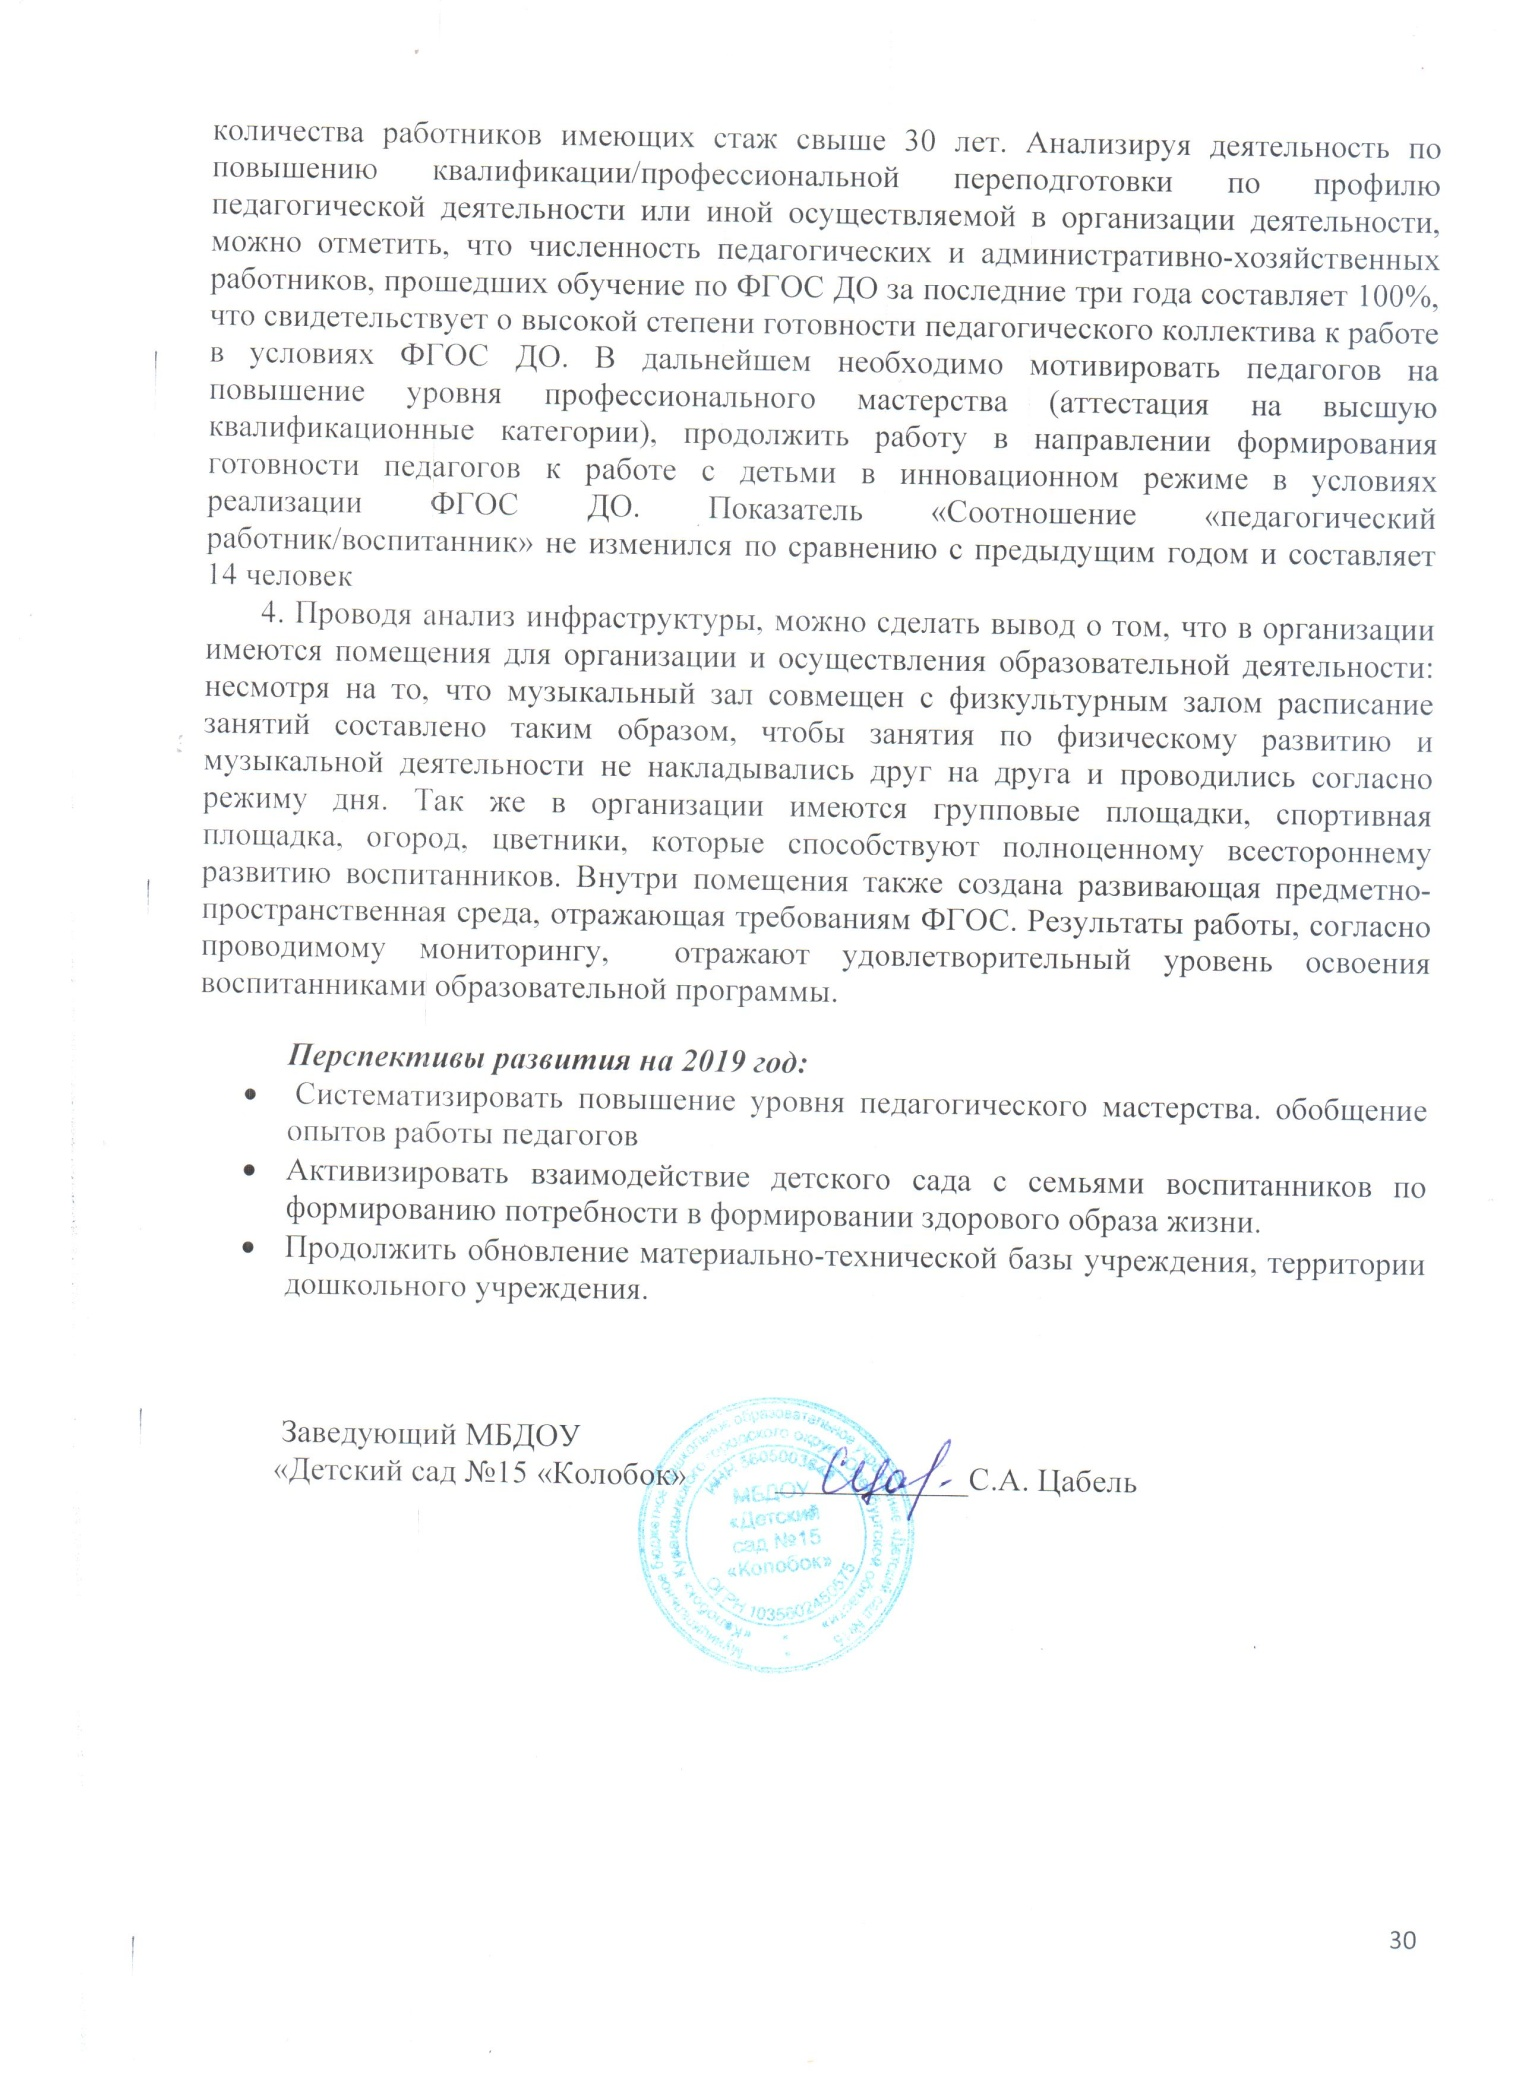 количества работников имеющих стаж свыше 30 лет. Анализируя деятельность по
повышению квалификации/профессиональной переподготовки по профилю
педагогической деятельности или иной осуществляемой в организации деятельности,
можно отметить, что численность педагогических и административно-хозяйственных
работников, прошедших обучение по ФГОС ДО за последние три года составляет 100%,
что свидетельствует о высокой степени готовности педагогического коллектива к работе
в условиях ФГОС ДО. В дальнейшем необходимо мотивировать педагогов на
повышение уровня профессионального мастерства (аттестация на высшую
квалификационные категории), продолжить работу в направлении формирования
готовности педагогов к работе с детьми в инновационном режиме в условиях
реализации ФГОС ДО. Показатель «Соотношение «педагогический
работник/воспитанник» не изменился по сравнению с предыдущим годом и составляет
14 человек
4. Проводя анализ инфраструктуры, можно сделать вывод о том, что в организации
имеются помещения для организации и осуществления образовательной деятельности:
несмотря на то, что музыкальный зал совмещен с физкультурным залом расписание
занятий составлено таким образом, чтобы занятия по физическому развитию и
музыкальной деятельности не накладывались друг на друга и проводились согласно
режиму дня. Так же в организации имеются групповые площадки, спортивная
площадка, огород, цветники, которые способствуют полноценному всестороннему
развитию воспитанников. Внутри помещения также создана развивающая предметно-
пространственная среда, отражающая требованиям ФГОС. Результаты работы, согласно
проводимому мониторингу, отражают удовлетворительный уровень освоения
воспитанниками образовательной программы.
Перспективы развития на 2019 год:
• Систематизировать повышение уровня педагогического мастерства. обобщение
опытов работы педагогов
• Активизировать взаимодействие детского сада с семьями воспитанников по
формированию потребности в формировании здорового образа жизни.
• Продолжить обновление материально-технической базы учреждения, территории
дошкольного учреждения.
Заведующий МБДОУ
«Детский сад №15 «Колобок» ____________С.А. Цабель
МБДОУ
«Детский
сад №15
«Колобок»
30